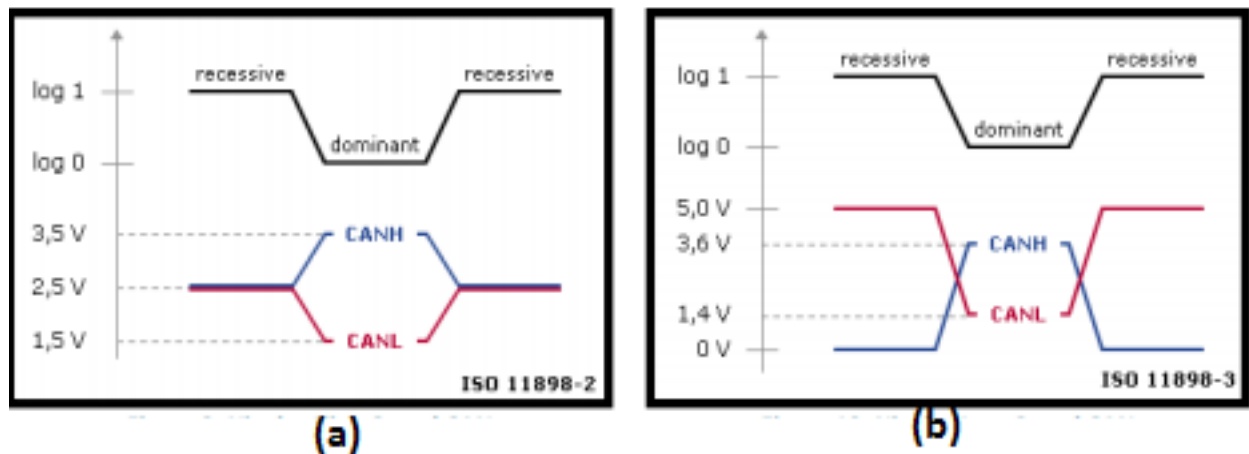 recessive recessive
log 1
dominant
log 0
3,5 V CANH
2,5 V
1,5 V CANL
ISO 11898-2
(a)
recessive recessive
log 1
dominant
log 0
5,0 V
3,6 V CANH
1,4 V CANL
0 V
ISO 11898-3
(b)